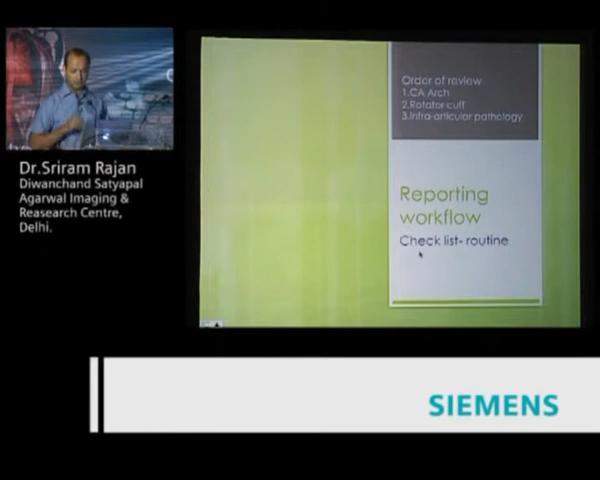 Dr.Sriram Rajan
Diwanchand Satyapal
Agarwal Imaging &
Reasearch Centre,
Delhi.
Order of review
1.CA Arch
2.Rotator cuff
3.Intra-articular pathology
Reporting
workflow
Check list- routine
SIEMENS